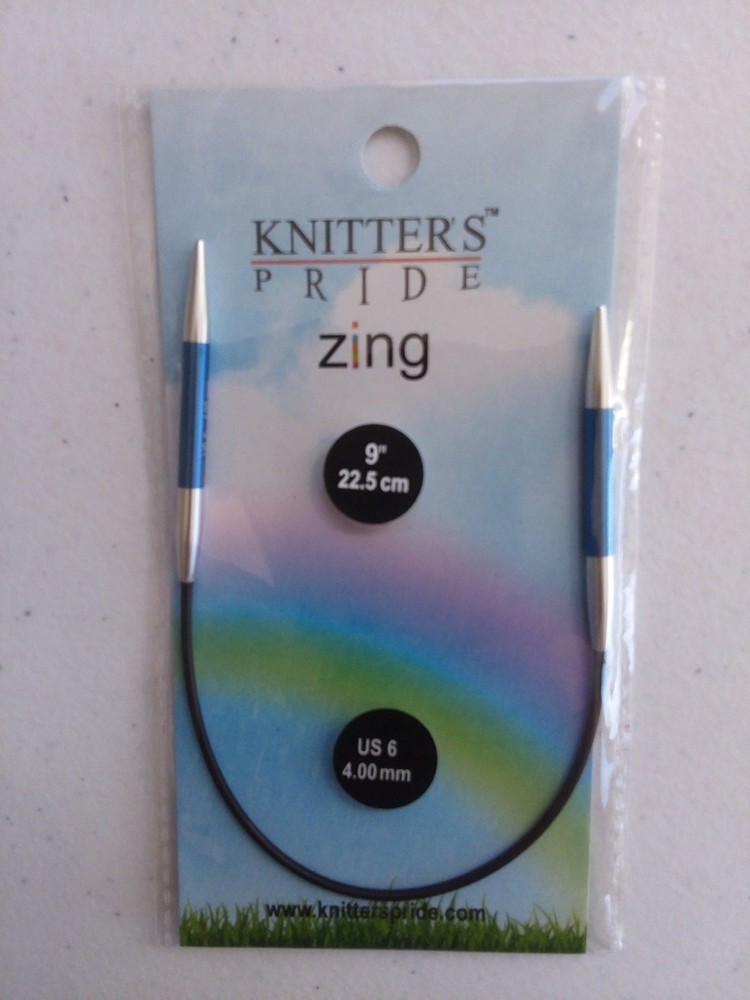 KNITTER'S™
PRIDE
zing
9"
22.5 cm
US 6
4.00 mm
www.knitterspride.com